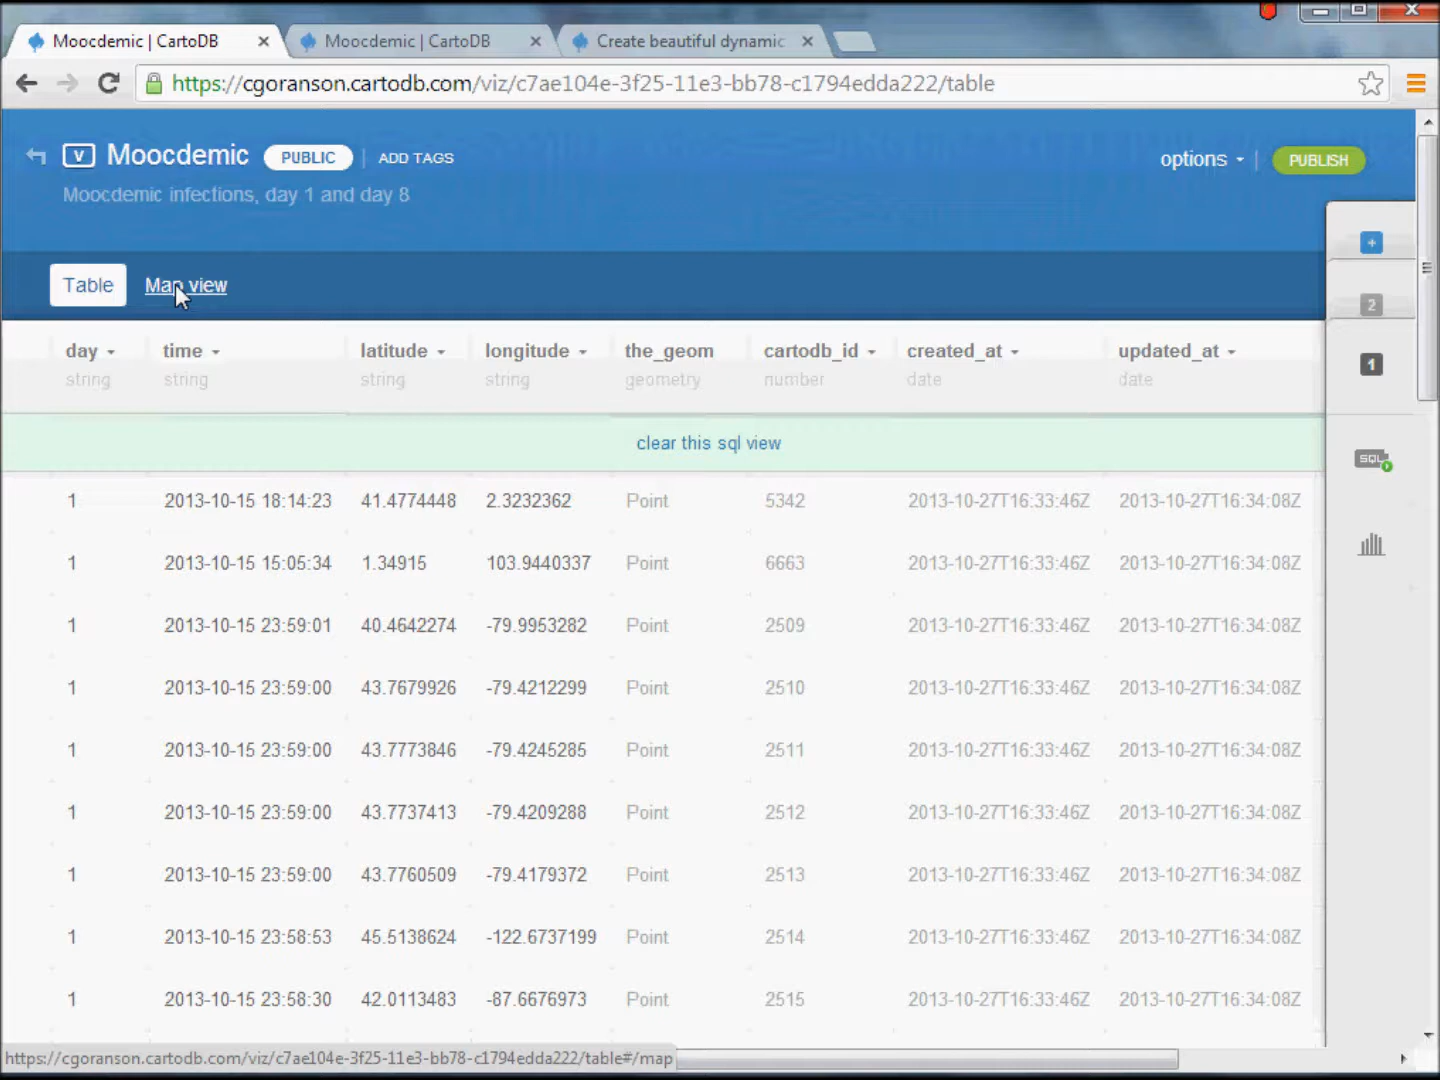 Moocdemic | CartoDB
Moocdemic | CartoDB
Create beautiful dynamic
https://cgoranson.cartodb.com/viz/c7ae104e-3f25-11e3-bb78-c1794edda222/table
V Moocdemic PUBLIC ADD TAGS
options PUBLISH
Moocdemic infections, day 1 and day 8
+
Table Map view
2
day time latitude longitude the_geom cartodb_id created_at updated_at
1
string string string string geometry number date date
clear this sql view
SQL
1 2013-10-15 18:14:23 41.4774448 2.3232362 Point 5342 2013-10-27T16:33:46Z 2013-10-27T16:34:08Z
1 2013-10-15 15:05:34 1.34915 103.9440337 Point 6663 2013-10-27T16:33:46Z 2013-10-27T16:34:08Z
1 2013-10-15 23:59:01 40.4642274 -79.9953282 Point 2509 2013-10-27T16:33:46Z 2013-10-27T16:34:08Z
1 2013-10-15 23:59:00 43.7679926 -79.4212299 Point 2510 2013-10-27T16:33:46Z 2013-10-27T16:34:08Z
1 2013-10-15 23:59:00 43.7773846 -79.4245285 Point 2511 2013-10-27T16:33:46Z 2013-10-27T16:34:08Z
1 2013-10-15 23:59:00 43.7737413 -79.4209288 Point 2512 2013-10-27T16:33:46Z 2013-10-27T16:34:08Z
1 2013-10-15 23:59:00 43.7760509 -79.4179372 Point 2513 2013-10-27T16:33:46Z 2013-10-27T16:34:08Z
1 2013-10-15 23:58:53 45.5138624 -122.6737199 Point 2514 2013-10-27T16:33:46Z 2013-10-27T16:34:08Z
1 2013-10-15 23:58:30 42.0113483 -87.6676973 Point 2515 2013-10-27T16:33:46Z 2013-10-27T16:34:08Z
https://cgoranson.cartodb.com/viz/c7ae104e-3f25-11e3-bb78-c1794edda222/table#/map